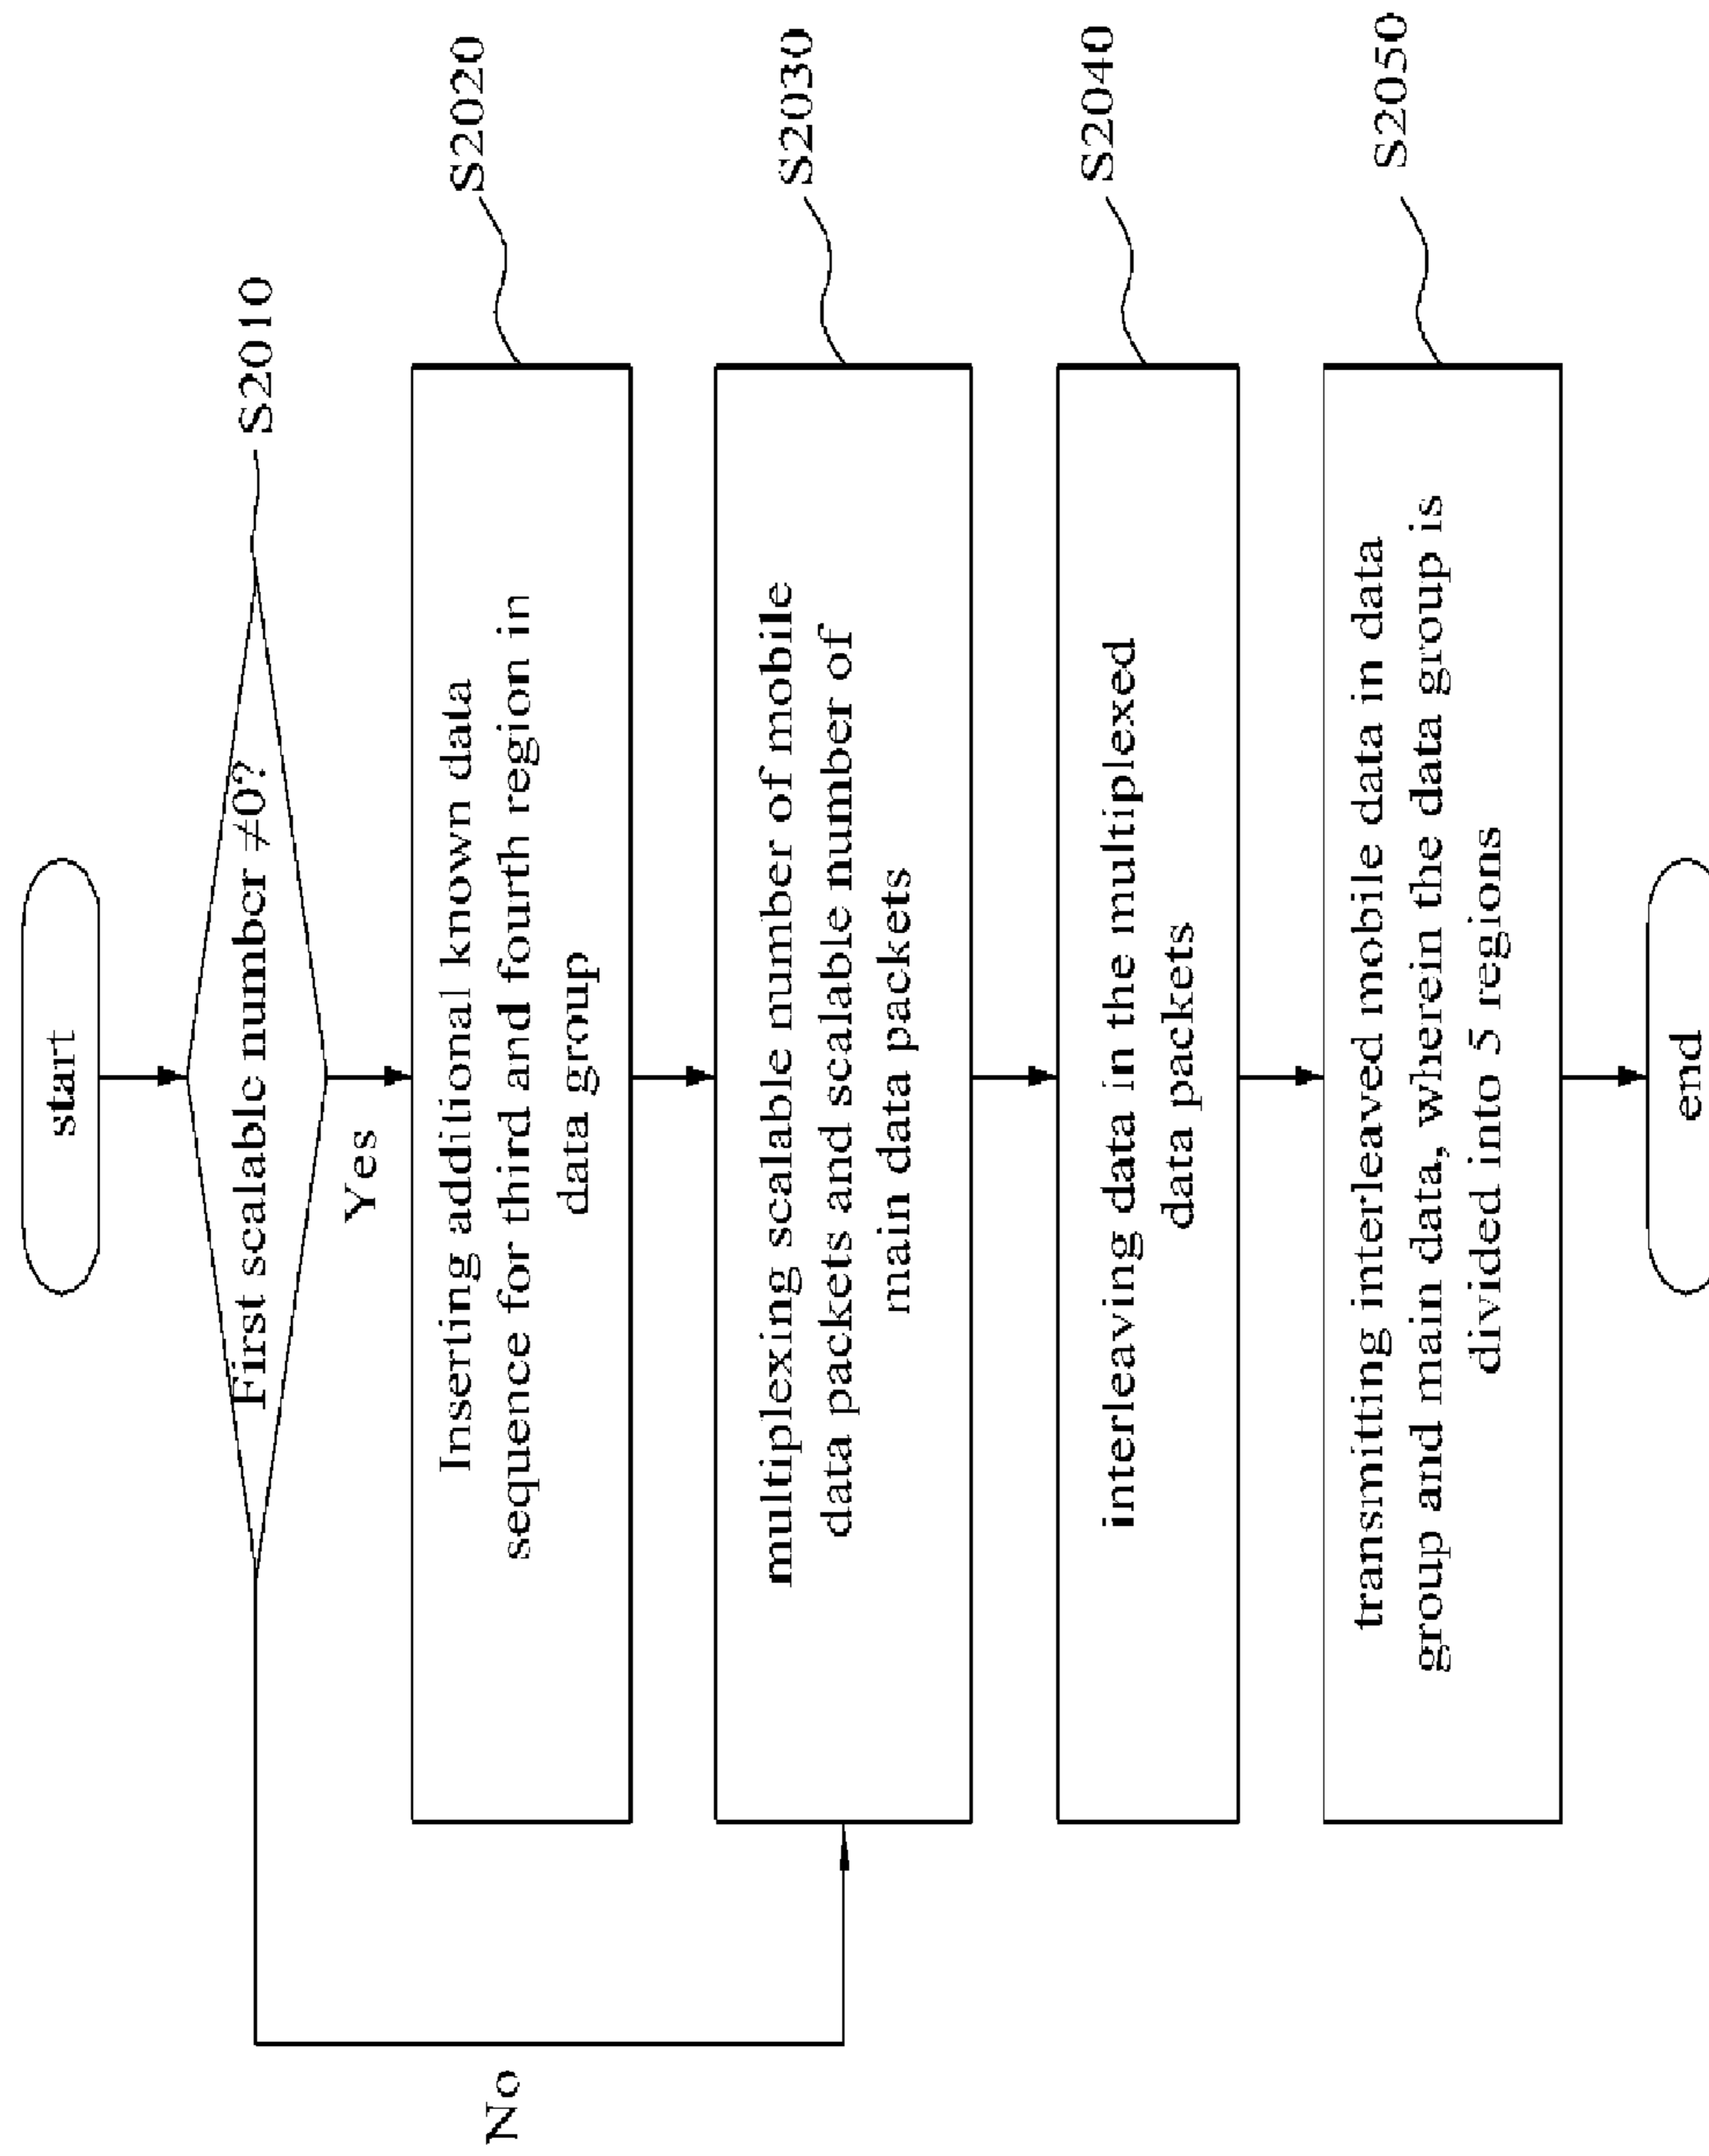 start
First scalable number ≠0?
S2010
Yes
No
Inserting additional known data
sequence for third and fourth region in
data group
S2020
multiplexing scalable number of mobile
data packets and scalable number of
main data packets
S2030
interleaving data in the multiplexed
data packets
S2040
transmitting interleaved mobile data in data
group and main data, wherein the data group is
divided into 5 regions
S2050
end